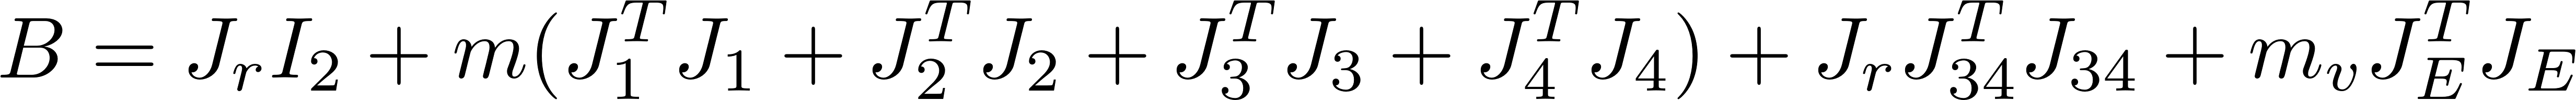 $B = J_r I_2 + m(J_1^T J_1 + J_2^T J_2 + J_3^T J_3 + J_4^T J_4) + J_r J_{34}^T J_{34} + m_v J_E^T J_E$